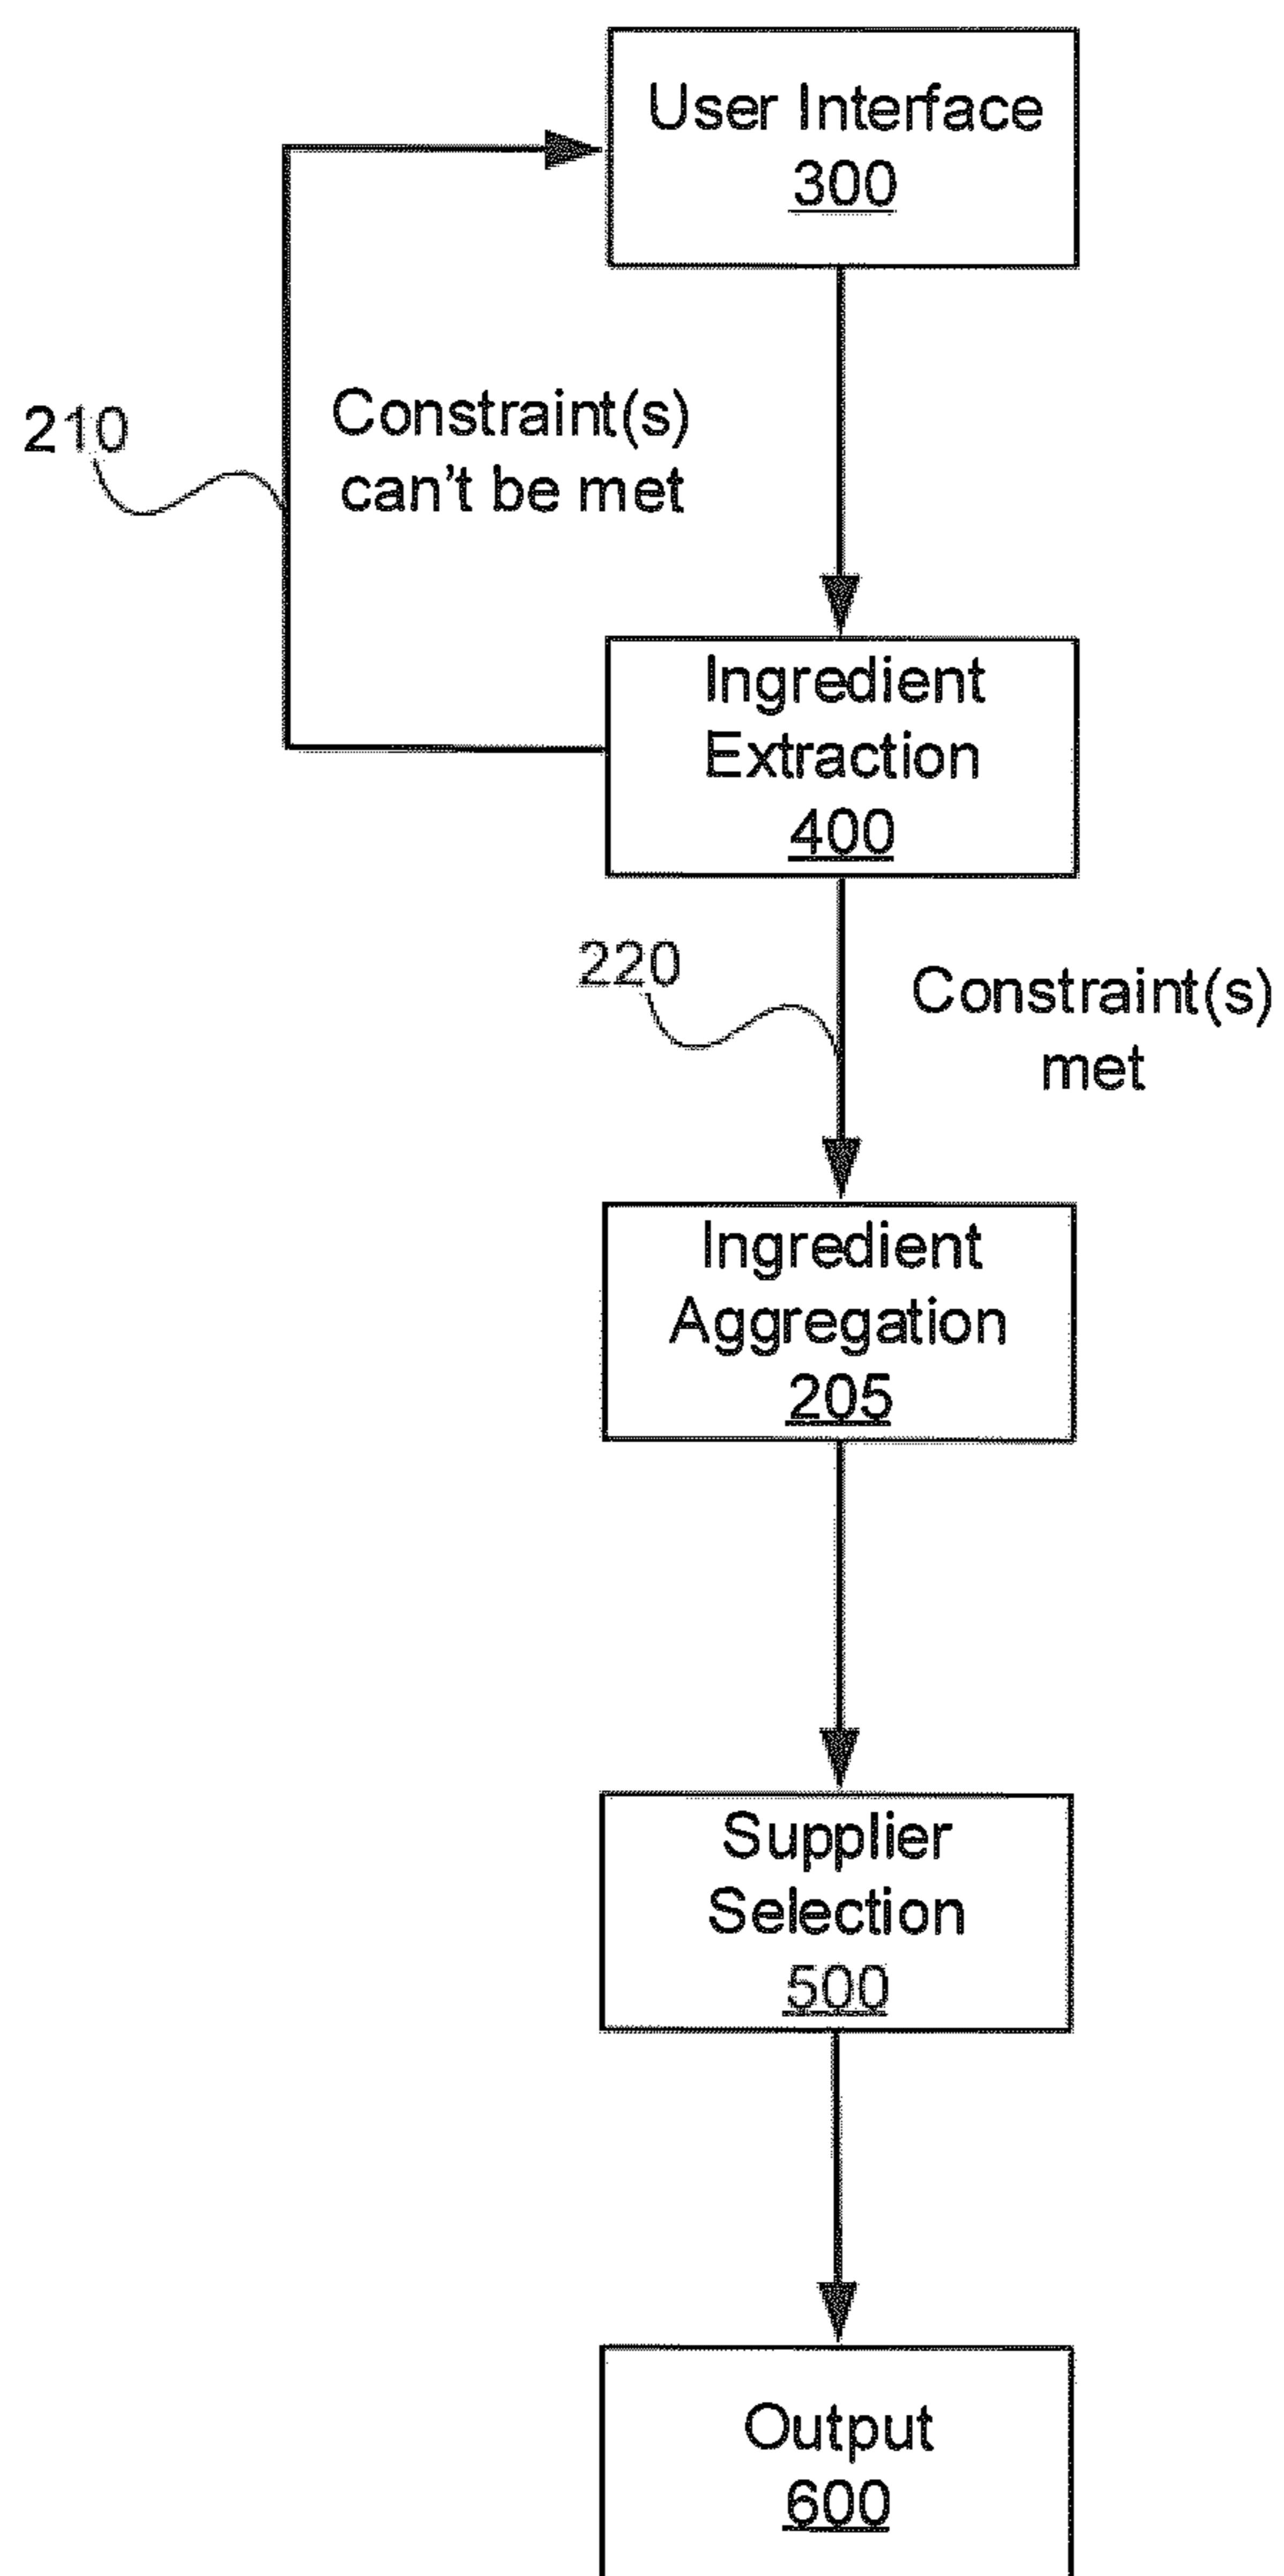 User Interface
300
210
Constraint(s)
can't be met
Ingredient
Extraction
400
220
Constraint(s)
met
Ingredient
Aggregation
205
Supplier
Selection
500
Output
600